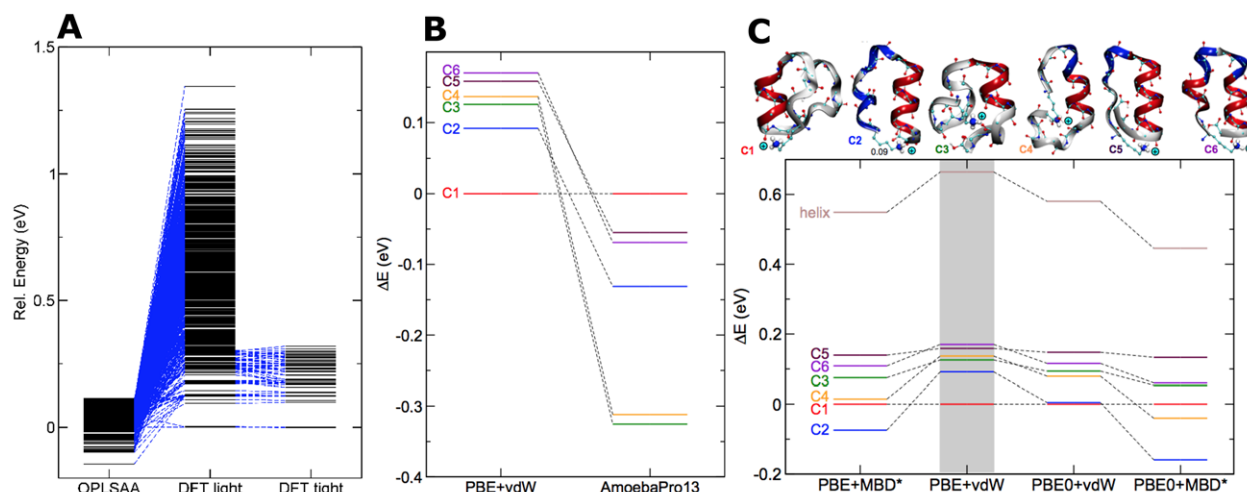 A
1.5
1
0.5
0
Rel. Energy (eV)
OPLSAA
DFT light
DFT tight
B
0.1
0
-0.1
-0.2
-0.3
-0.4
ΔE (eV)
C6
C5
C4
C3
C2
C1
PBE+vdW
AmoebaPro13
C
C1
C2
0.09
C3
C4
C5
C6
0.6
0.4
0.2
0
-0.2
ΔE (eV)
helix
C5
C6
C3
C4
C1
C2
PBE+MBD*
PBE+vdW
PBE0+vdW
PBE0+MBD*